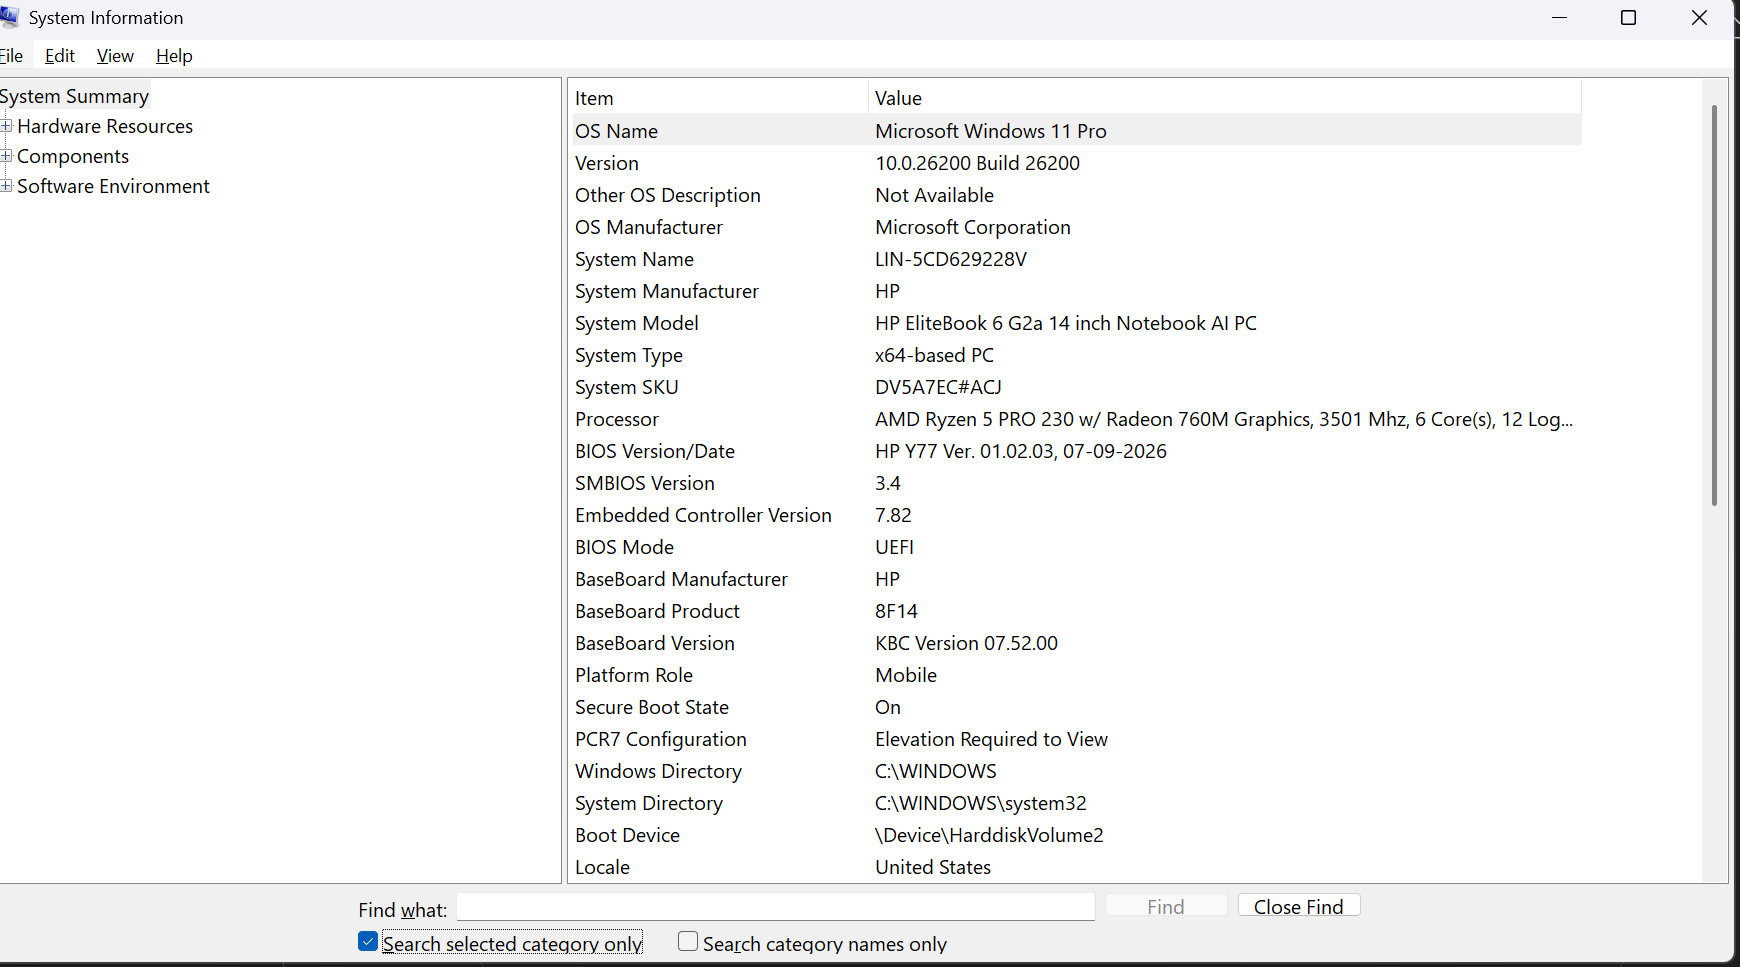 System Information
File Edit View Help
System Summary
Hardware Resources
Components
Software Environment
Item Value
OS Name Microsoft Windows 11 Pro
Version 10.0.26200 Build 26200
Other OS Description Not Available
OS Manufacturer Microsoft Corporation
System Name LIN-5CD629228V
System Manufacturer HP
System Model HP EliteBook 6 G2a 14 inch Notebook AI PC
System Type x64-based PC
System SKU DV5A7EC#ACJ
Processor AMD Ryzen 5 PRO 230 w/ Radeon 760M Graphics, 3501 Mhz, 6 Core(s), 12 Log...
BIOS Version/Date HP Y77 Ver. 01.02.03, 07-09-2026
SMBIOS Version 3.4
Embedded Controller Version 7.82
BIOS Mode UEFI
BaseBoard Manufacturer HP
BaseBoard Product 8F14
BaseBoard Version KBC Version 07.52.00
Platform Role Mobile
Secure Boot State On
PCR7 Configuration Elevation Required to View
Windows Directory C:\WINDOWS
System Directory C:\WINDOWS\system32
Boot Device \Device\HarddiskVolume2
Locale United States
Find what: Find Close Find
Search selected category only Search category names only